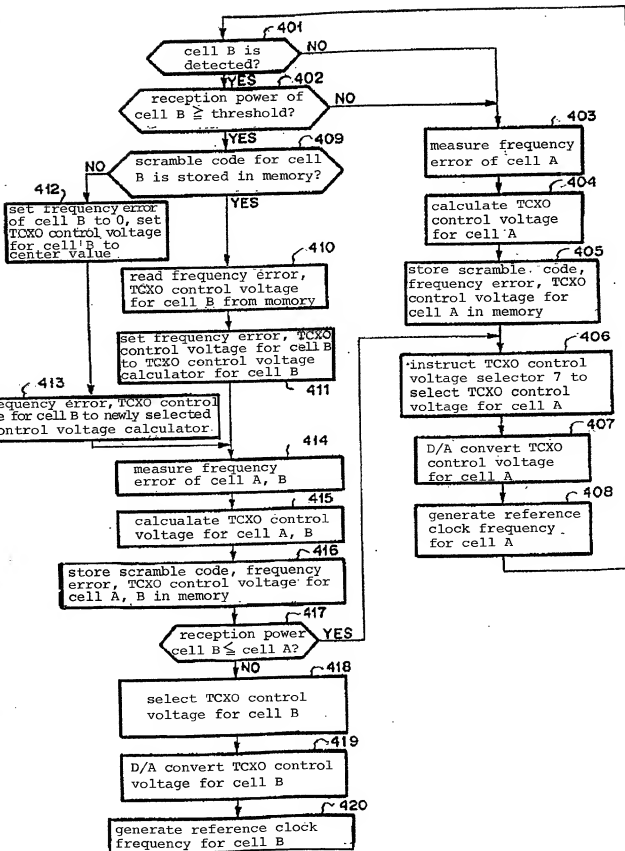 401
cell B is
detected?
NO
YES
402
reception power of
cell B ≧ threshold?
NO
YES
409
scramble code for cell
B is stored in memory?
NO
YES
412
set frequency error
of cell B to 0, set
TCXO control voltage
for cell B to
center value
410
read frequency error,
TCXO control voltage
for cell B from momory
set frequency error, TCXO
control voltage for cell B
to TCXO control voltage
calculator for cell B
411
413
equency error, TCXO control
e for cell B to newly selected
ontrol voltage calculator
414
measure frequency
error of cell A, B
415
calcualate TCXO control
voltage for cell A, B
416
store scramble code, frequency
error, TCXO control voltage for
cell A, B in memory
417
reception power
cell B ≦ cell A?
YES
NO
418
select TCXO control
voltage for cell B
419
D/A convert TCXO control
voltage for cell B
420
generate reference clock
frequency for cell B
403
measure frequency
error of cell A
404
calculate TCXO
control voltage
for cell A
405
store scramble code,
frequency error, TCXO
control voltage for
cell A in memory
406
instruct TCXO control
voltage selector 7 to
select TCXO control
voltage for cell A
407
D/A convert TCXO
control voltage
for cell A
408
generate reference
clock frequency
for cell A